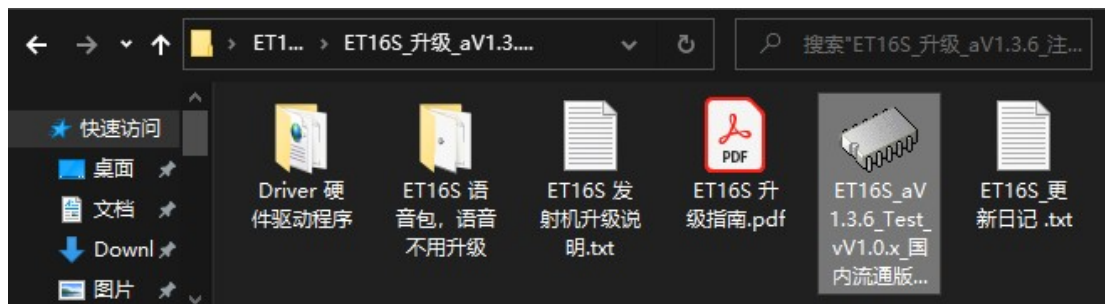 ET1... › ET16S_升级_aV1.3....
搜索"ET16S_升级_aV1.3.6_注...
快速访问
桌面
文档
Downl
图片
Driver 硬
件驱动程序
ET16S 语
音包，语音
不用升级
ET16S 发
射机升级说
明.txt
PDF
ET16S 升
级指南.pdf
ET16S_aV
1.3.6_Test_
vV1.0.x_国
内流通版...
ET16S_更
新日记 .txt